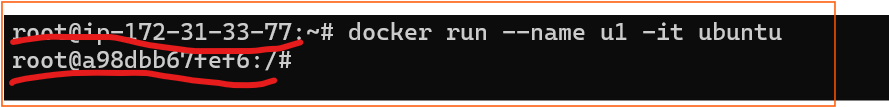 root@ip-172-31-33-77:~# docker run --name u1 -it ubuntu
root@a98dbb67fef6:/#